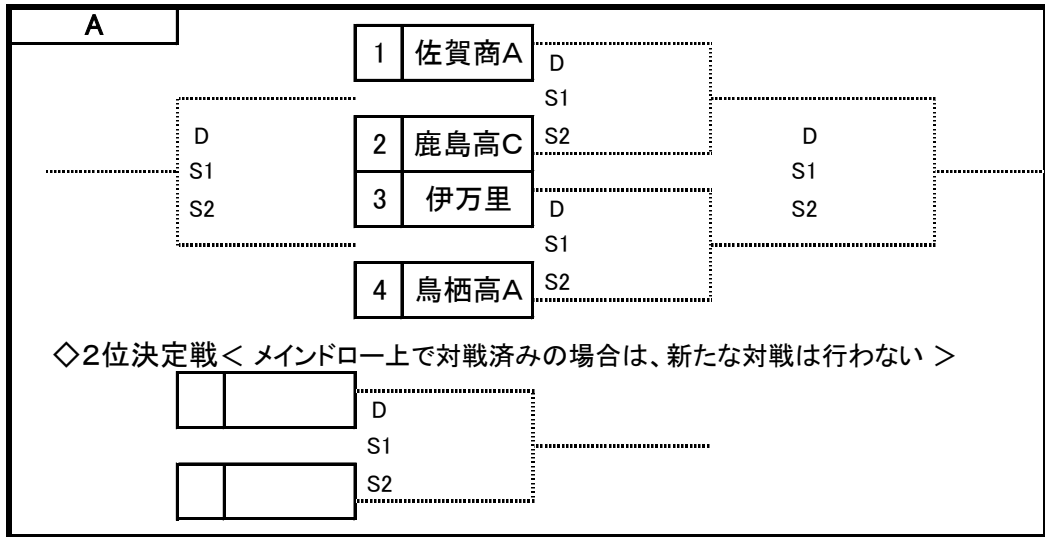 A
1 佐賀商A
D
S1
S2
2 鹿島高C
3 伊万里
D
S1
S2
4 鳥栖高A
D
S1
S2
D
S1
S2
◇2位決定戦＜ メインドロー上で対戦済みの場合は、新たな対戦は行わない ＞
D
S1
S2